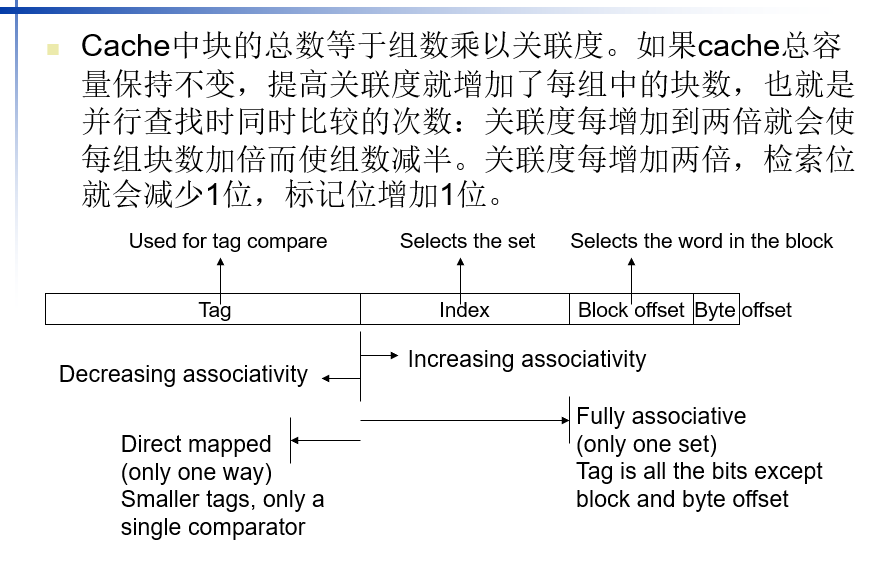 Cache中块的总数等于组数乘以关联度。如果cache总容
量保持不变，提高关联度就增加了每组中的块数，也就是
并行查找时同时比较的次数：关联度每增加到两倍就会使
每组块数加倍而使组数减半。关联度每增加两倍，检索位
就会减少1位，标记位增加1位。
Used for tag compare
Selects the set
Selects the word in the block
Tag
Index
Block offset
Byte offset
Increasing associativity
Decreasing associativity
Fully associative
(only one set)
Tag is all the bits except
block and byte offset
Direct mapped
(only one way)
Smaller tags, only a
single comparator